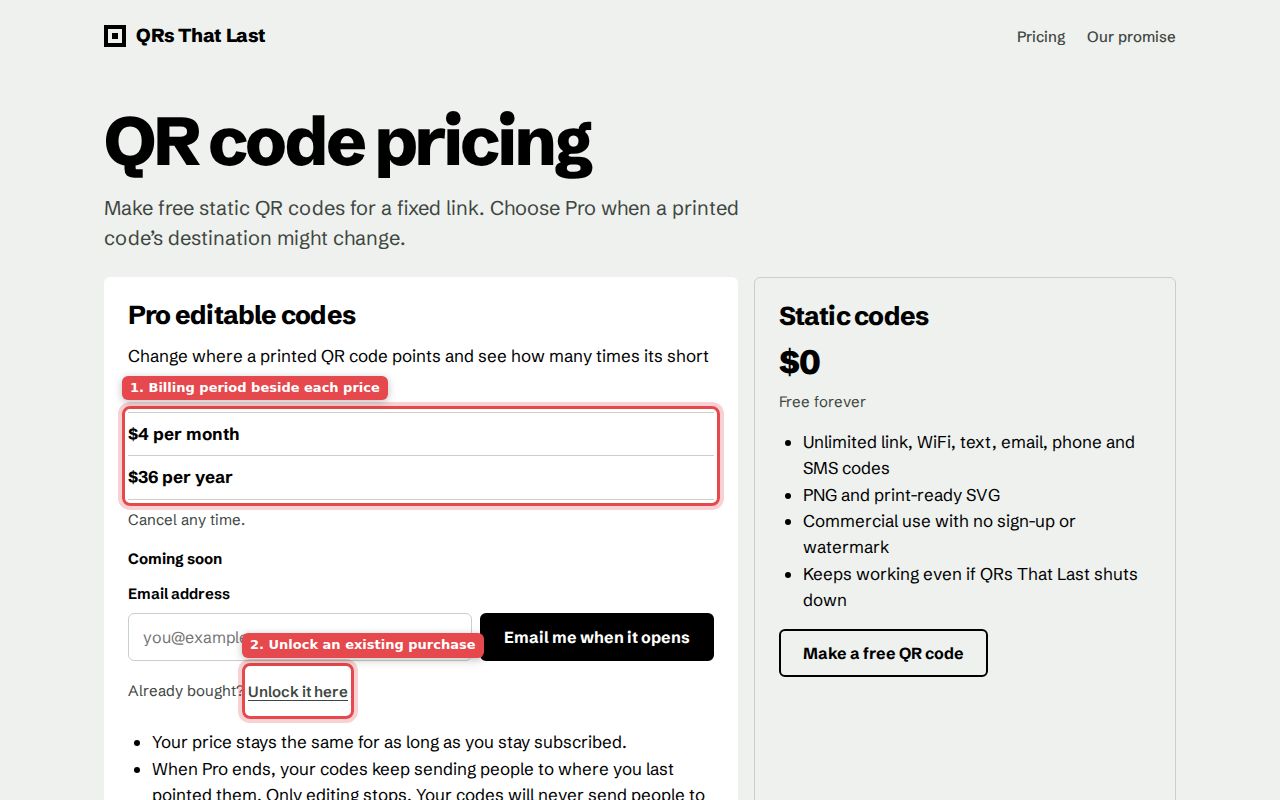 QRs That Last
Pricing
Our promise
QR code pricing
Make free static QR codes for a fixed link. Choose Pro when a printed
code’s destination might change.
Pro editable codes
Change where a printed QR code points and see how many times its short
1. Billing period beside each price
$4 per month
$36 per year
Cancel any time.
Coming soon
Email address
you@example
Email me when it opens
2. Unlock an existing purchase
Already bought? Unlock it here
Your price stays the same for as long as you stay subscribed.
When Pro ends, your codes keep sending people to where you last
pointed them. Only editing stops. Your codes will never send people to
Static codes
$0
Free forever
Unlimited link, WiFi, text, email, phone and
SMS codes
PNG and print-ready SVG
Commercial use with no sign-up or
watermark
Keeps working even if QRs That Last shuts
down
Make a free QR code